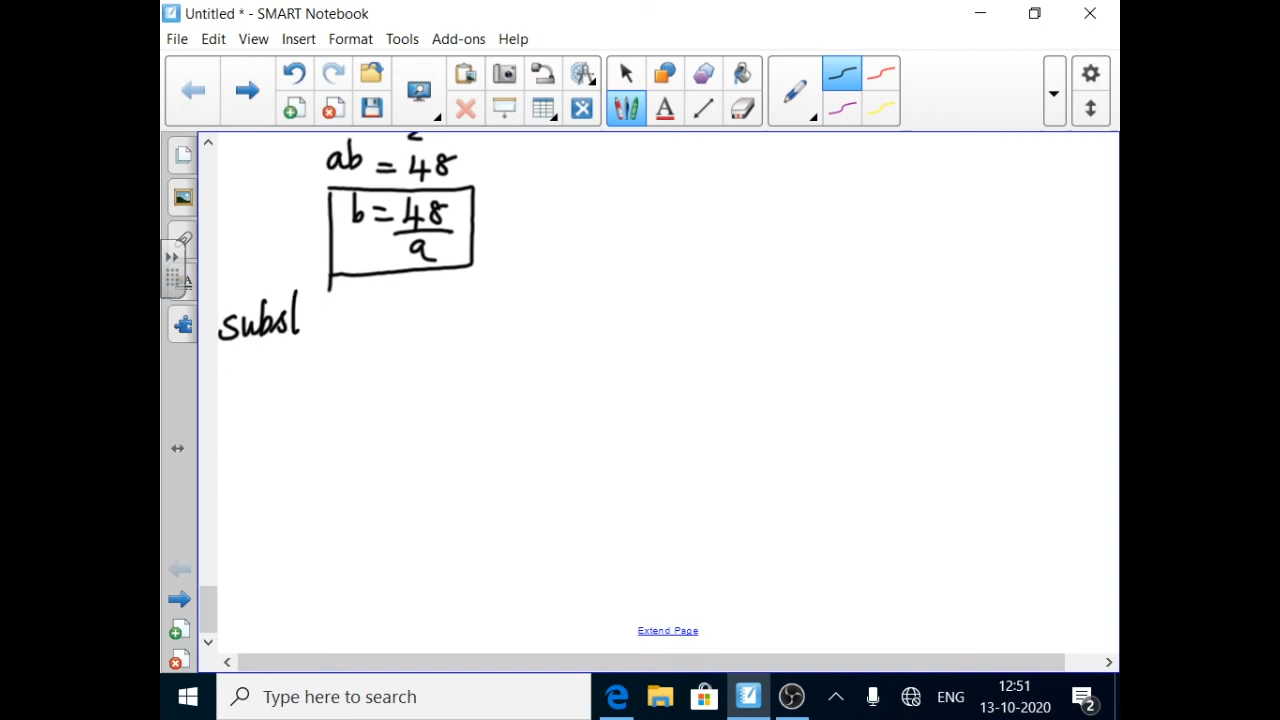 Untitled * - SMART Notebook
File Edit View Insert Format Tools Add-ons Help
ab = 48
b = 48
a
subst
Extend Page
Type here to search
ENG
12:51
13-10-2020
2